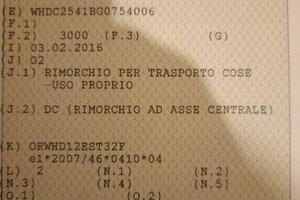 (E) WHDC2541BG0754006
(F.1)
(F.2) 3000 (F.3) (G)
(I) 03.02.2016
(J) O2
(J.1) RIMORCHIO PER TRASPORTO COSE
-USO PROPRIO
(J.2) DC (RIMORCHIO AD ASSE CENTRALE)
(K) ORWHD12EST32F
e1*2007/46*0410*04
(L) 2 (N.1) (N.2)
(N.3) (N.4) (N.5)
(O.1) (O.2)